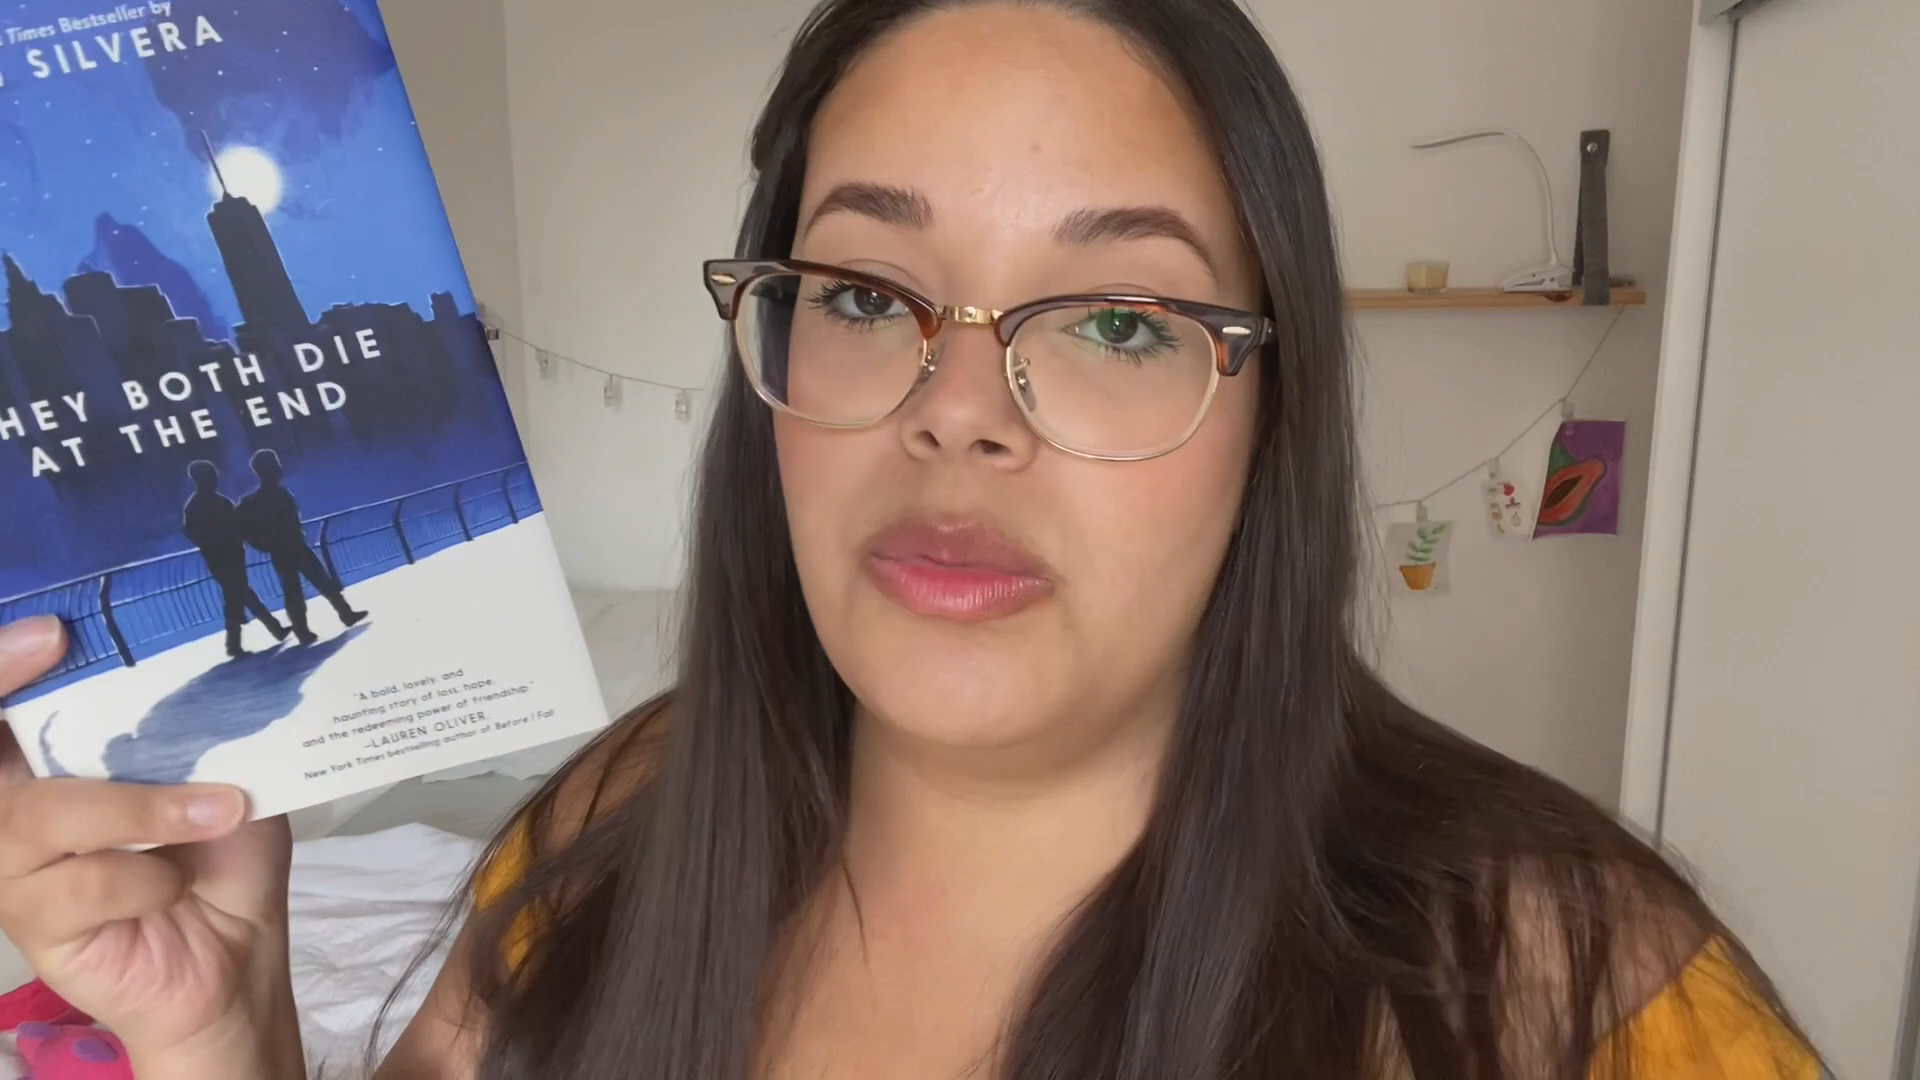 Times Bestseller by
SILVERA
HEY BOTH DIE
AT THE END
"A bold, lovely, and
haunting story of loss, hope,
and the redeeming power of friendship."
—LAUREN OLIVER,
New York Times bestselling author of Before I Fall